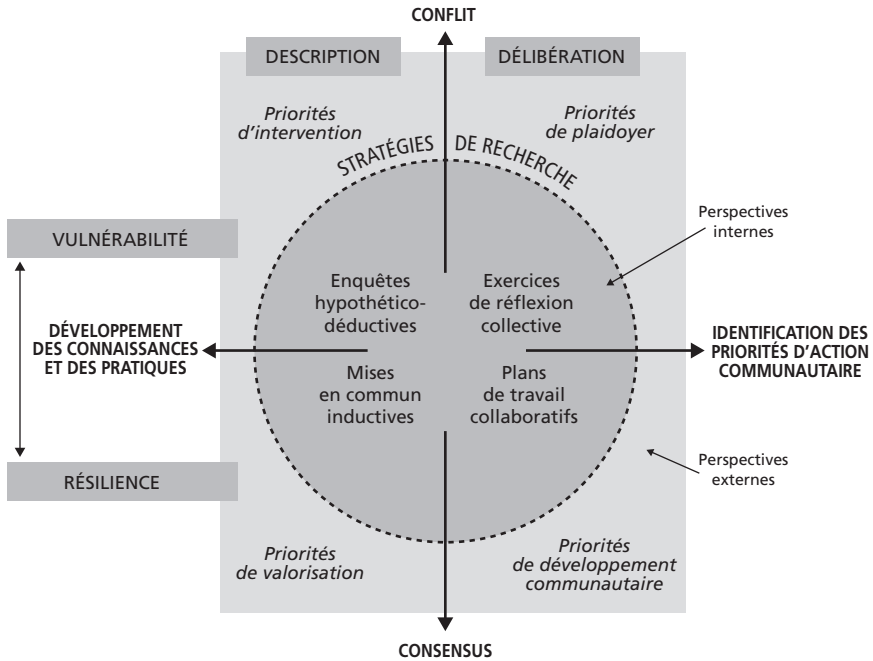 CONFLIT
DESCRIPTION
DÉLIBÉRATION
Priorités
d'intervention
Priorités
de plaidoyer
STRATÉGIES DE RECHERCHE
Perspectives
internes
VULNÉRABILITÉ
Enquêtes
hypothético-
déductives
Exercices
de réflexion
collective
DÉVELOPPEMENT
DES CONNAISSANCES
ET DES PRATIQUES
IDENTIFICATION DES
PRIORITÉS D'ACTION
COMMUNAUTAIRE
Mises
en commun
inductives
Plans
de travail
collaboratifs
Perspectives
externes
RÉSILIENCE
Priorités
de valorisation
Priorités
de développement
communautaire
CONSENSUS